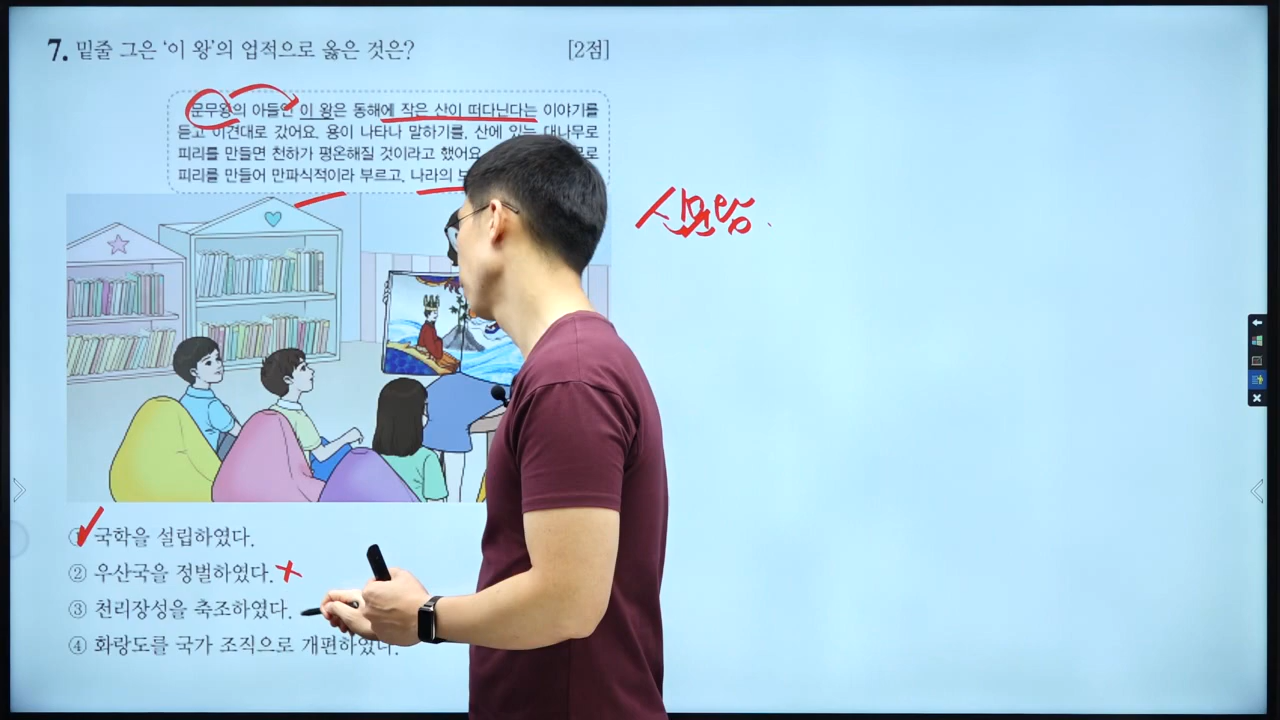 7. 밑줄 그은 '이 왕'의 업적으로 옳은 것은? [2점]
문무왕의 아들인 이 왕은 동해에 작은 산이 떠다닌다는 이야기를
듣고 이견대로 갔어요. 용이 나타나 말하기를, 산에 있는 대나무로
피리를 만들면 천하가 평온해질 것이라고 했어요
피리를 만들어 만파식적이라 부르고, 나라의
신문왕.
① 국학을 설립하였다.
② 우산국을 정벌하였다.
③ 천리장성을 축조하였다.
④ 화랑도를 국가 조직으로 개편하였다.